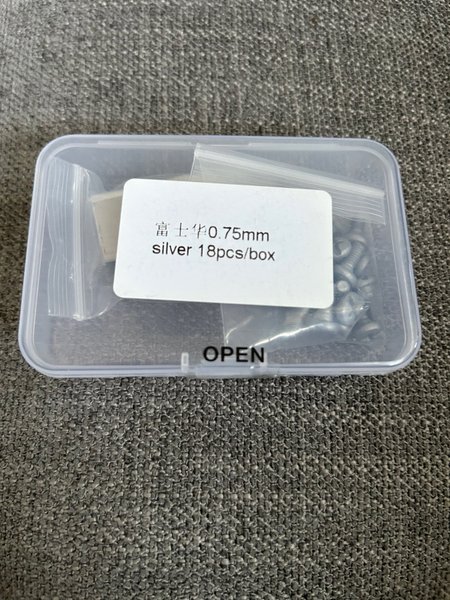 富士华0.75mm
silver 18pcs/box
OPEN